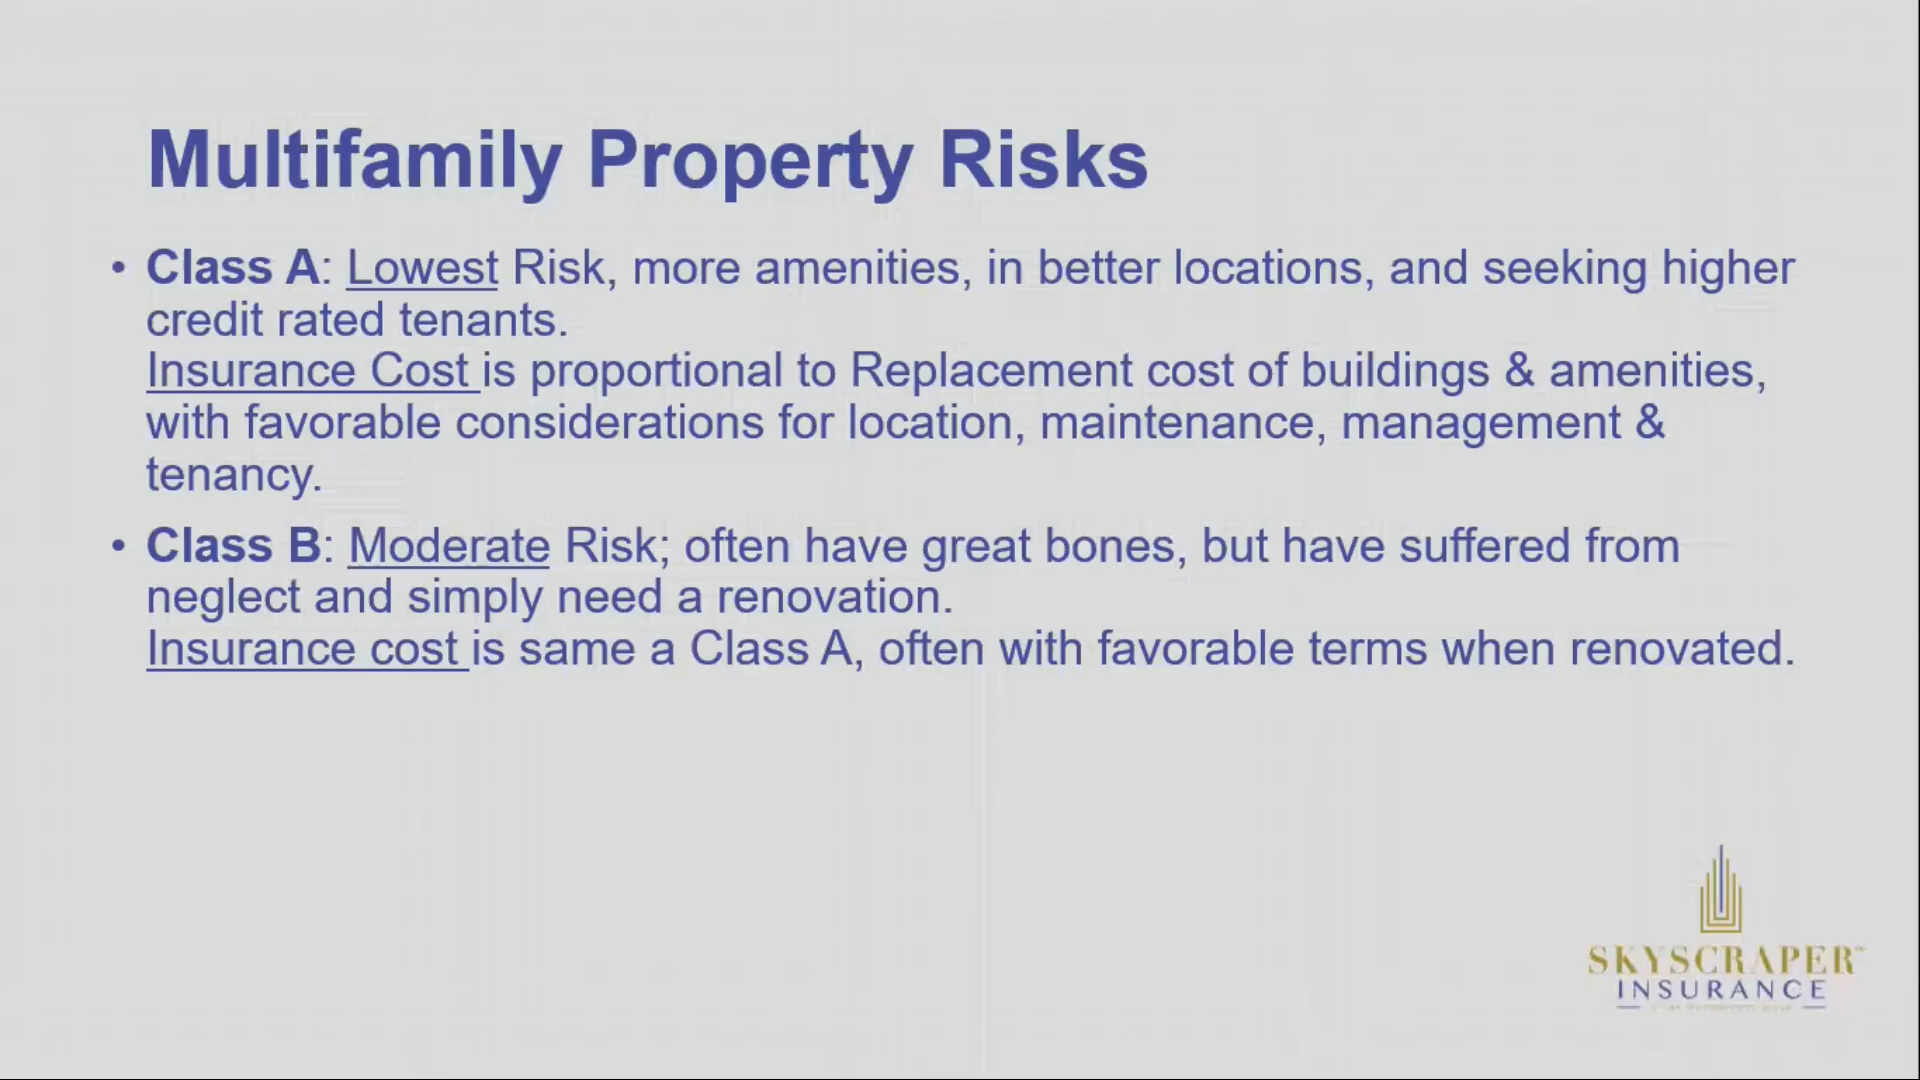 Multifamily Property Risks
• Class A: Lowest Risk, more amenities, in better locations, and seeking higher
credit rated tenants.
Insurance Cost is proportional to Replacement cost of buildings & amenities,
with favorable considerations for location, maintenance, management &
tenancy.
• Class B: Moderate Risk; often have great bones, but have suffered from
neglect and simply need a renovation.
Insurance cost is same a Class A, often with favorable terms when renovated.
SKYSCRAPER
INSURANCE